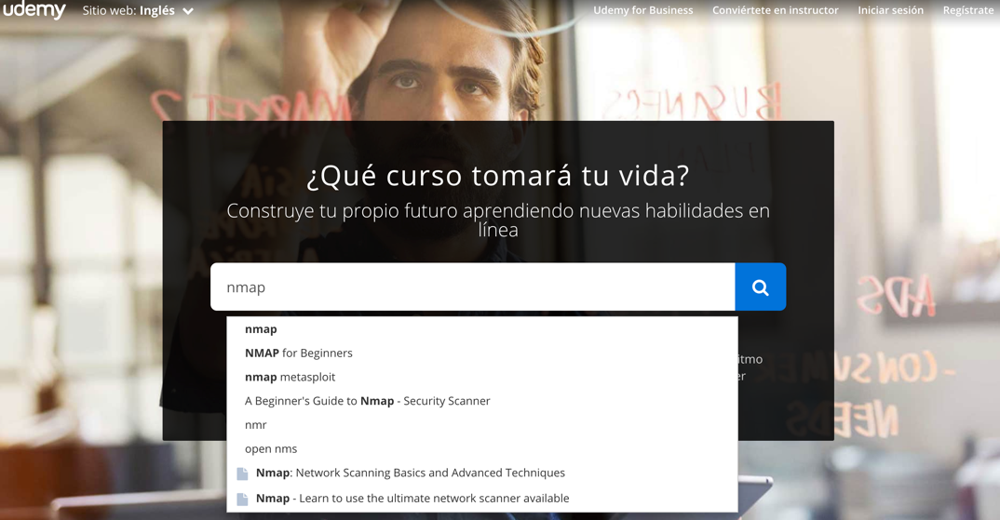 udemy Sitio web: Inglés Udemy for Business Conviértete en instructor Iniciar sesión Regístrate
MARKET ? BUSINESS
PLAN
¿Qué curso tomará tu vida?
Construye tu propio futuro aprendiendo nuevas habilidades en
línea
nmap
ADS
nmap
NMAP for Beginners
itmo
- CONSUMER
nmap metasploit
er
A Beginner's Guide to Nmap - Security Scanner
NEEDS
nmr
open nms
Nmap: Network Scanning Basics and Advanced Techniques
Nmap - Learn to use the ultimate network scanner available